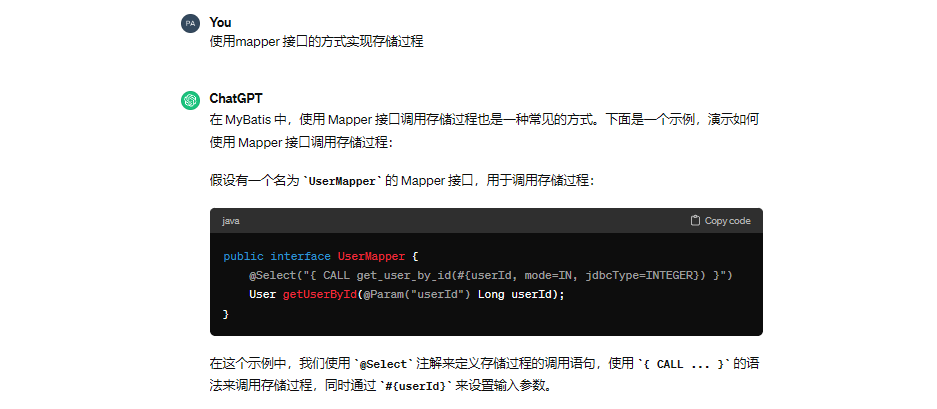 PA
You
使用mapper 接口的方式实现存储过程
ChatGPT
在 MyBatis 中，使用 Mapper 接口调用存储过程也是一种常见的方式。下面是一个示例，演示如何
使用 Mapper 接口调用存储过程：
假设有一个名为 `UserMapper` 的 Mapper 接口，用于调用存储过程：
java
Copy code
public interface UserMapper {
    @Select("{ CALL get_user_by_id(#{userId, mode=IN, jdbcType=INTEGER}) }")
    User getUserById(@Param("userId") Long userId);
}
在这个示例中，我们使用 `@Select` 注解来定义存储过程的调用语句，使用 `{ CALL ... }` 的语
法来调用存储过程，同时通过 `#{userId}` 来设置输入参数。